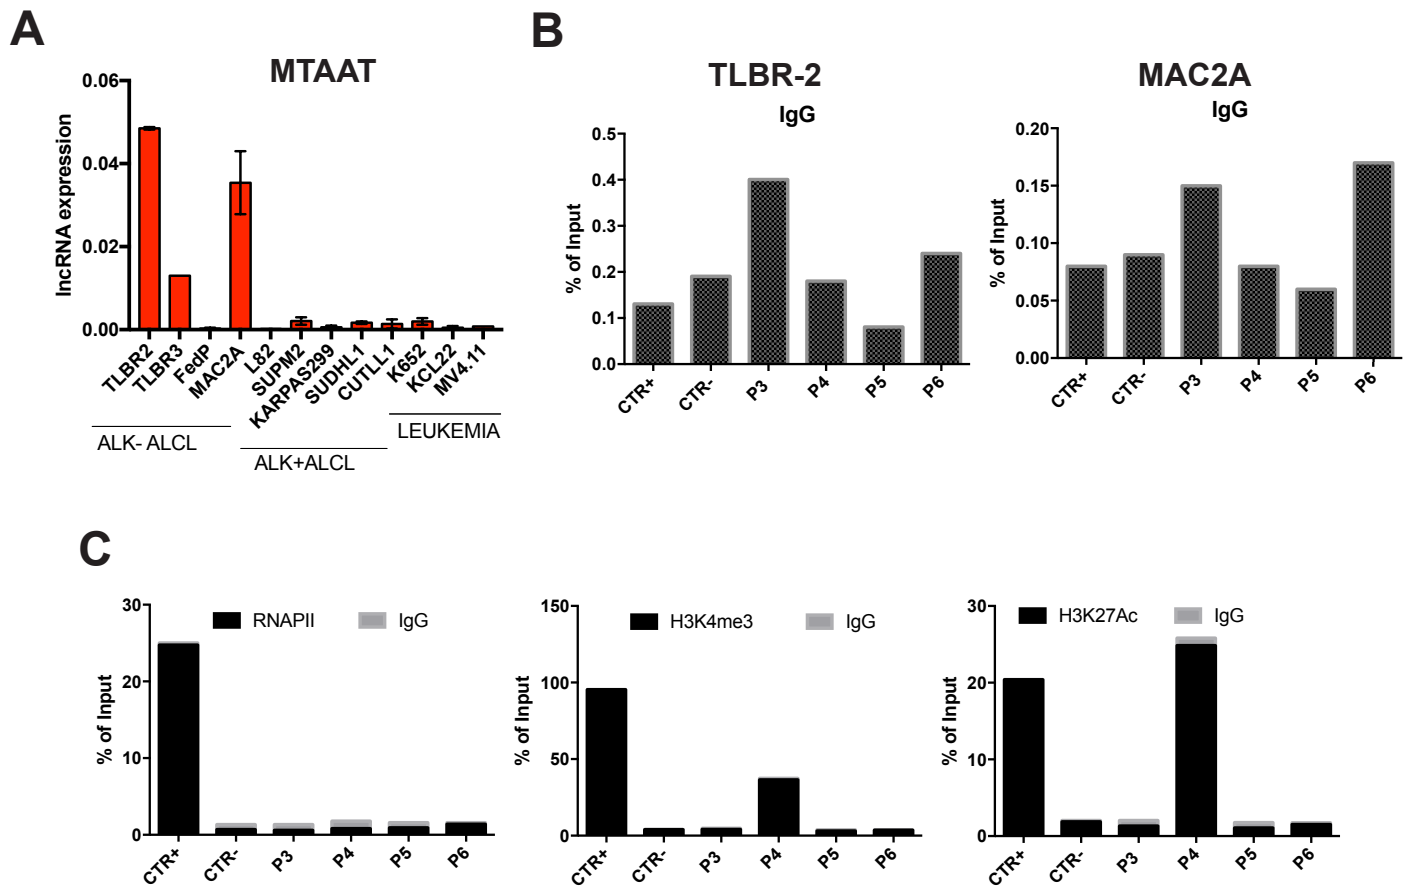 A
MTAAT
lncRNA expression
0.06
0.04
0.02
0.00
TLBR2
TLBR3
FedP
MAC2A
L82
SUPM2
KARPAS299
SUDHL1
CUTLL1
K652
KCL22
MV4.11
ALK- ALCL
ALK+ALCL
LEUKEMIA
B
TLBR-2
IgG
% of Input
0.5
0.4
0.3
0.2
0.1
0.0
CTR+
CTR-
P3
P4
P5
P6
MAC2A
IgG
% of Input
0.20
0.15
0.10
0.05
0.00
CTR+
CTR-
P3
P4
P5
P6
C
RNAPII
IgG
% of Input
30
20
10
0
CTR+
CTR-
P3
P4
P5
P6
H3K4me3
IgG
% of Input
150
100
50
0
CTR+
CTR-
P3
P4
P5
P6
H3K27Ac
IgG
% of Input
30
20
10
0
CTR+
CTR-
P3
P4
P5
P6